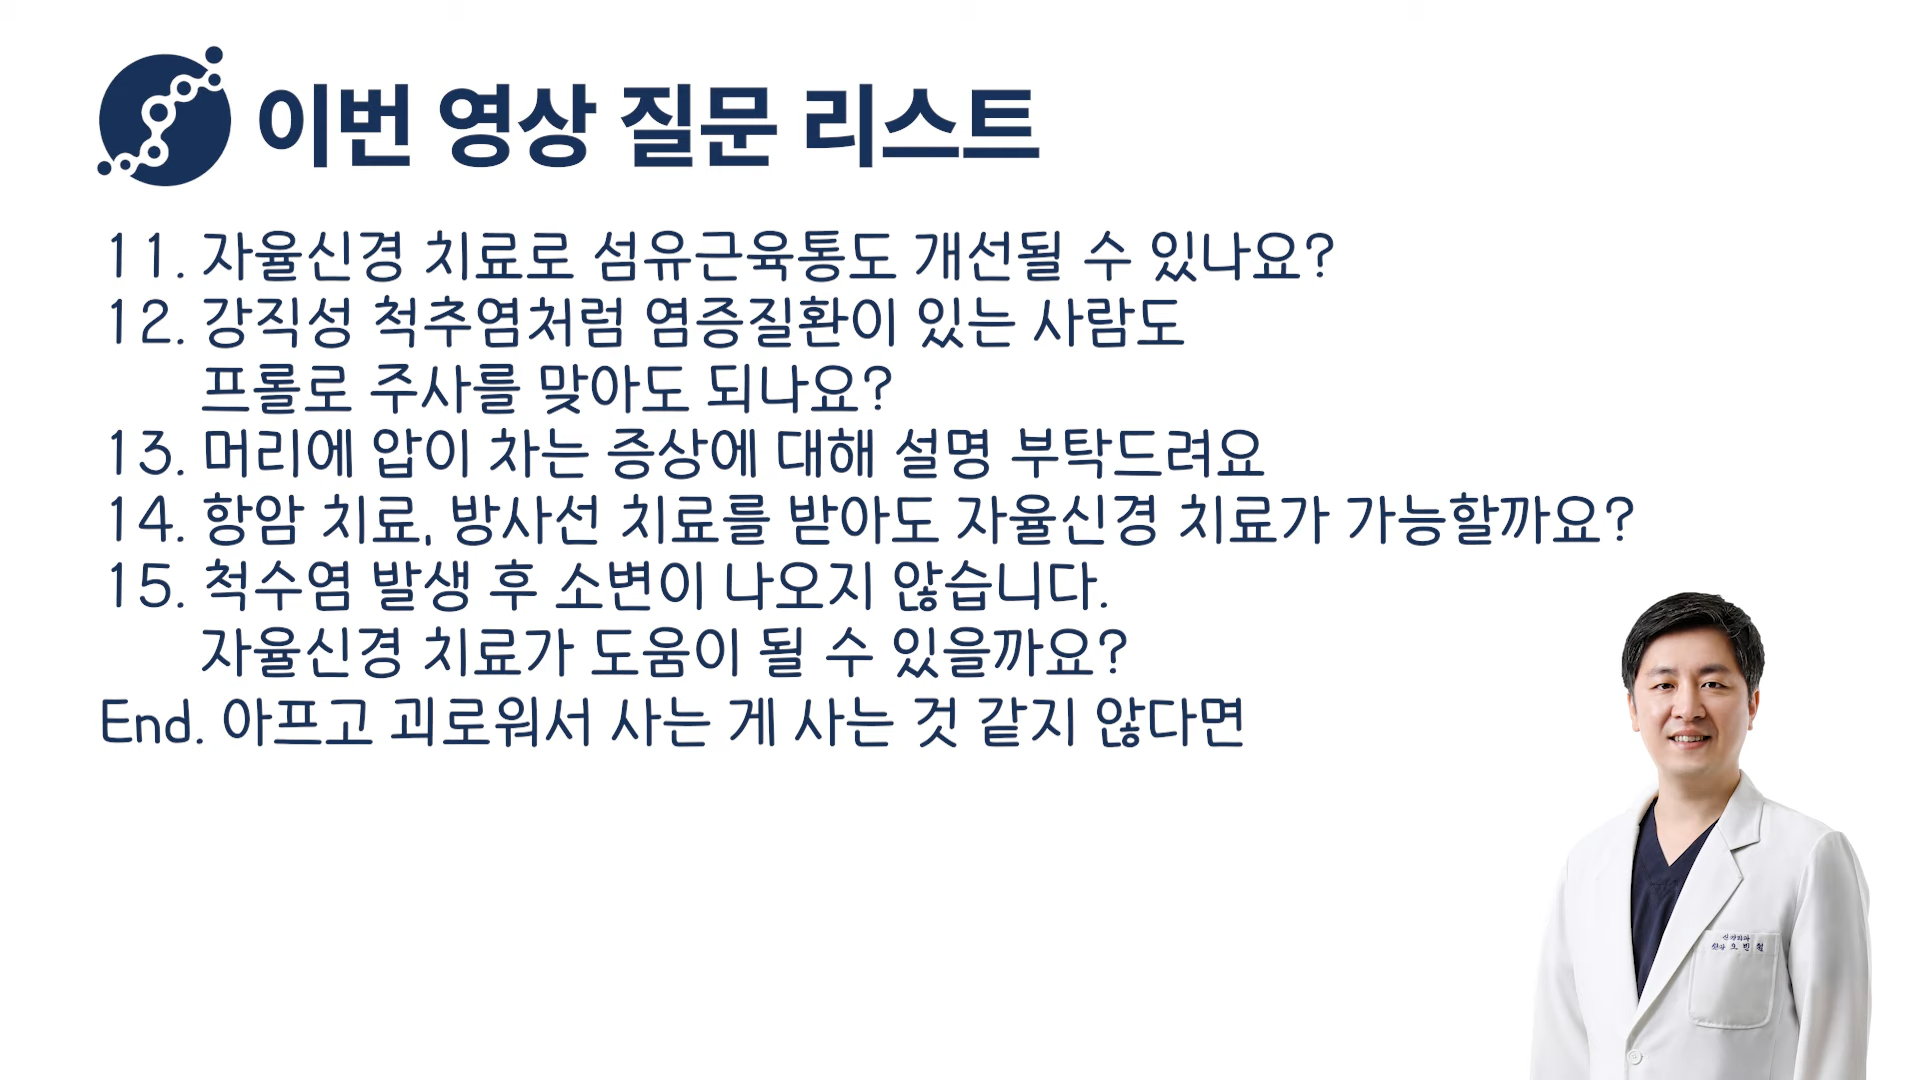 이번 영상 질문 리스트
11. 자율신경 치료로 섬유근육통도 개선될 수 있나요?
12. 강직성 척추염처럼 염증질환이 있는 사람도
프롤로 주사를 맞아도 되나요?
13. 머리에 압이 차는 증상에 대해 설명 부탁드려요
14. 항암 치료, 방사선 치료를 받아도 자율신경 치료가 가능할까요?
15. 척수염 발생 후 소변이 나오지 않습니다.
자율신경 치료가 도움이 될 수 있을까요?
End. 아프고 괴로워서 사는 게 사는 것 같지 않다면